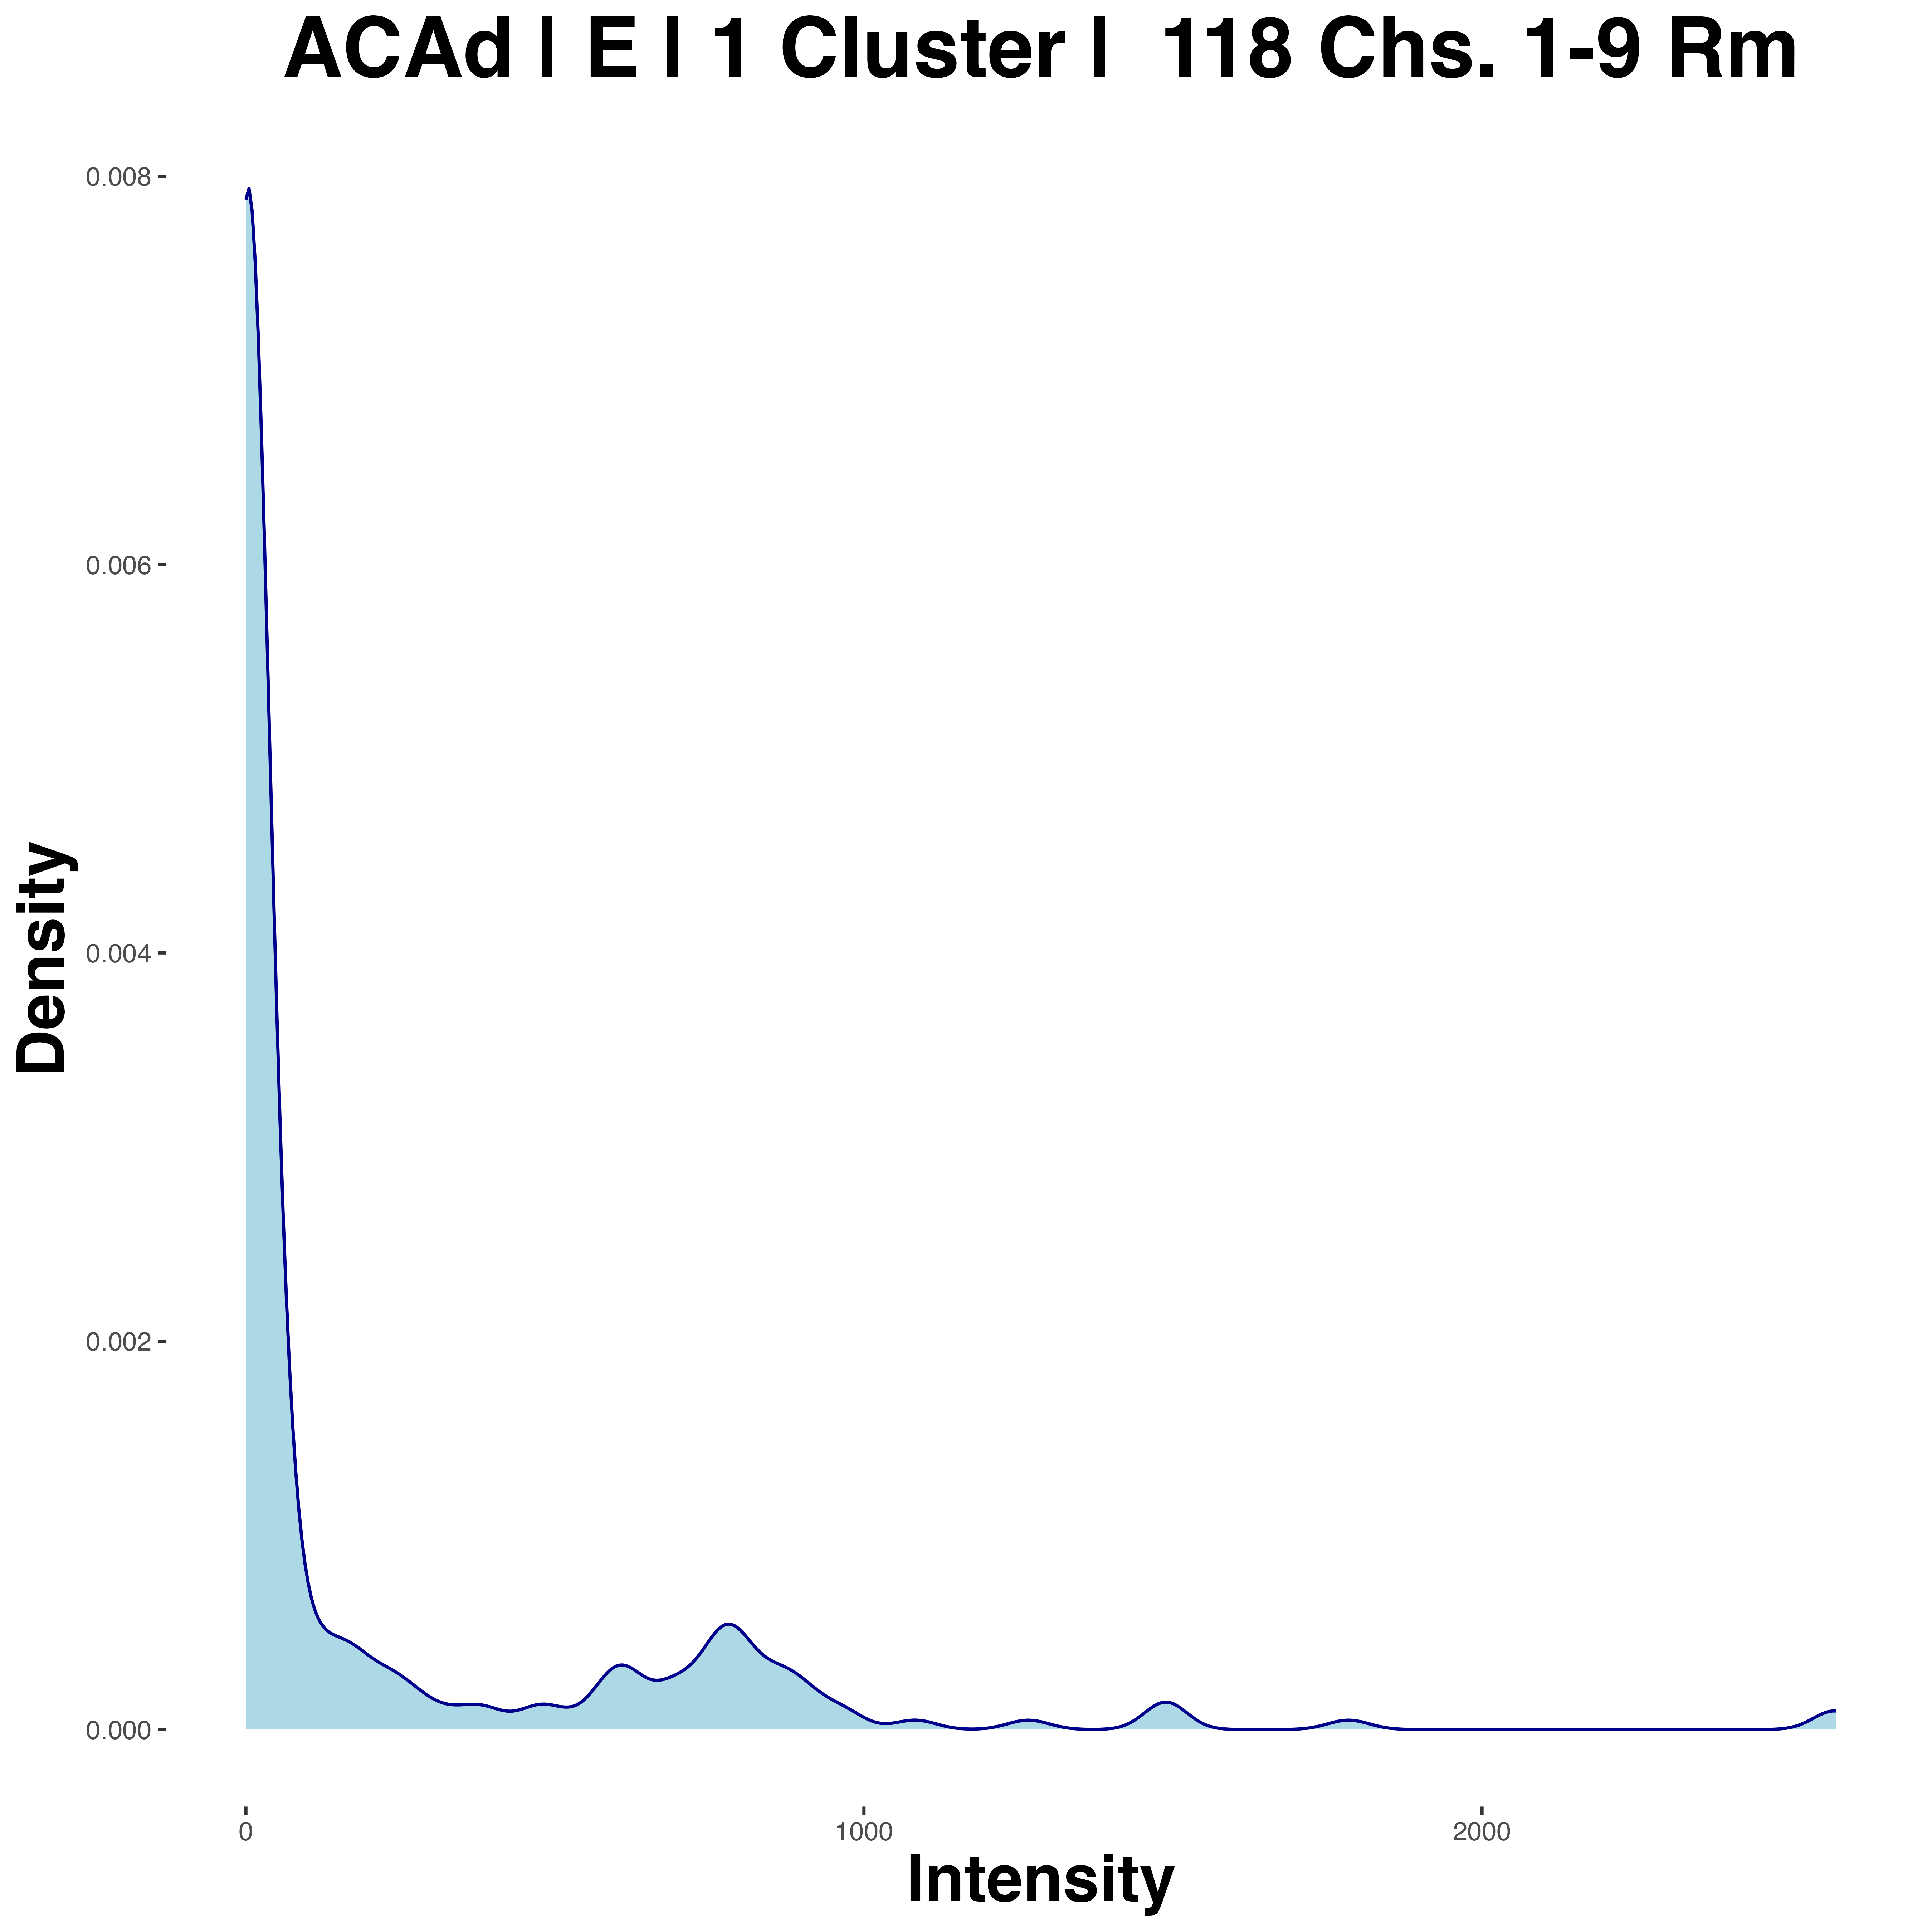 ACAd | E | 1 Cluster |  118 Chs. 1-9 Rm
0.008
0.006
0.004
0.002
0.000
Density
0
1000
2000
Intensity